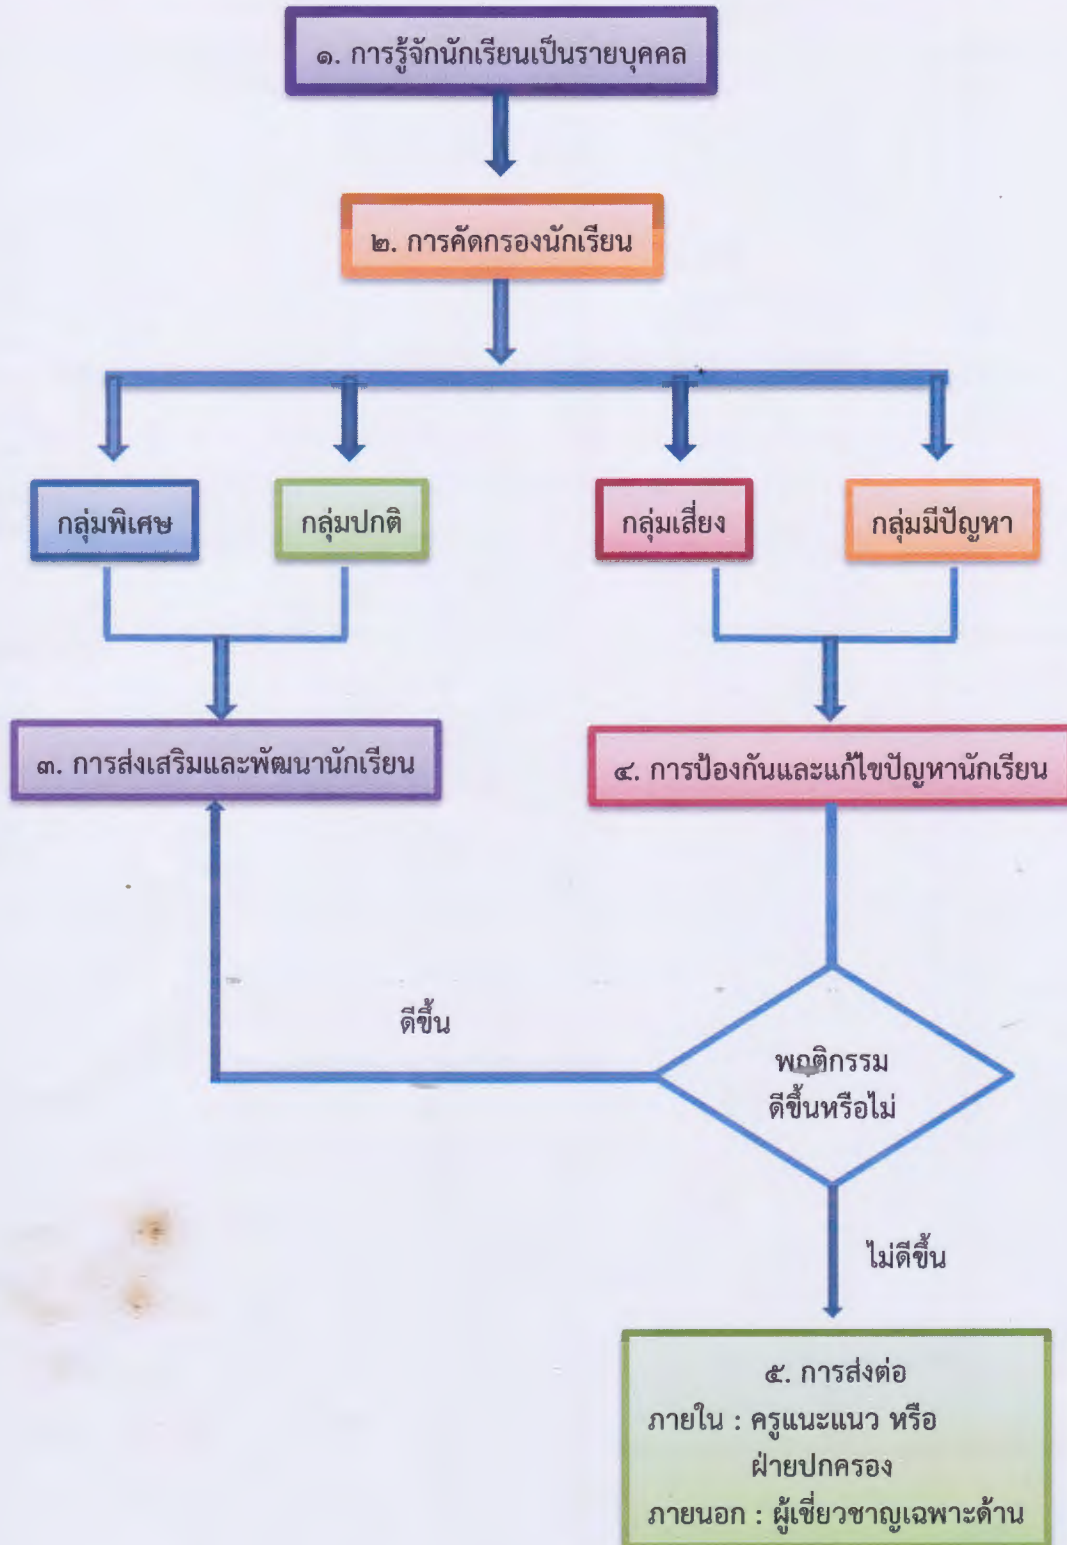 ๑. การรู้จักนักเรียนเป็นรายบุคคล
๒. การคัดกรองนักเรียน
กลุ่มพิเศษ
กลุ่มปกติ
กลุ่มเสี่ยง
กลุ่มมีปัญหา
๓. การส่งเสริมและพัฒนานักเรียน
๔. การป้องกันและแก้ไขปัญหานักเรียน
ดีขึ้น
พฤติกรรม
ดีขึ้นหรือไม่
ไม่ดีขึ้น
๕. การส่งต่อ
ภายใน : ครูแนะแนว หรือ
ฝ่ายปกครอง
ภายนอก : ผู้เชี่ยวชาญเฉพาะด้าน